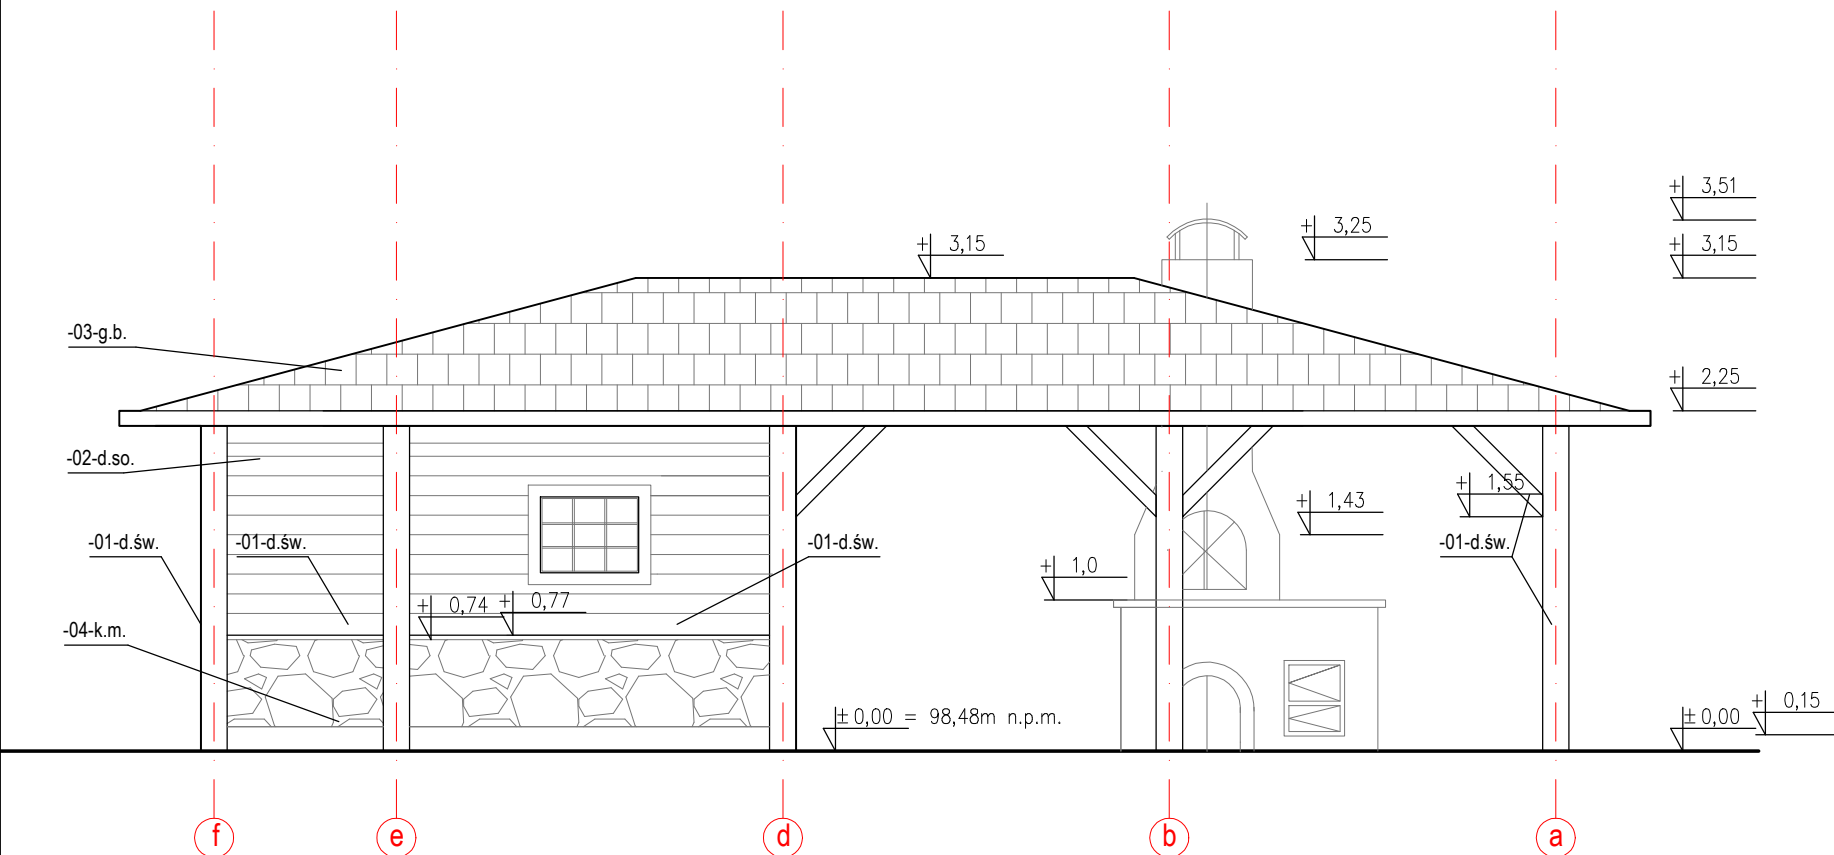 + 3,51
+ 3,25
+ 3,15
+ 3,15
-03-g.b.
+ 2,25
-02-d.so.
+ 1,55
+ 1,43
-01-d.św.
-01-d.św.
-01-d.św.
-01-d.św.
+ 1,0
+ 0,74
+ 0,77
-04-k.m.
+ 0,15
±0,00 = 98,48m n.p.m.
±0,00
f
e
d
b
a